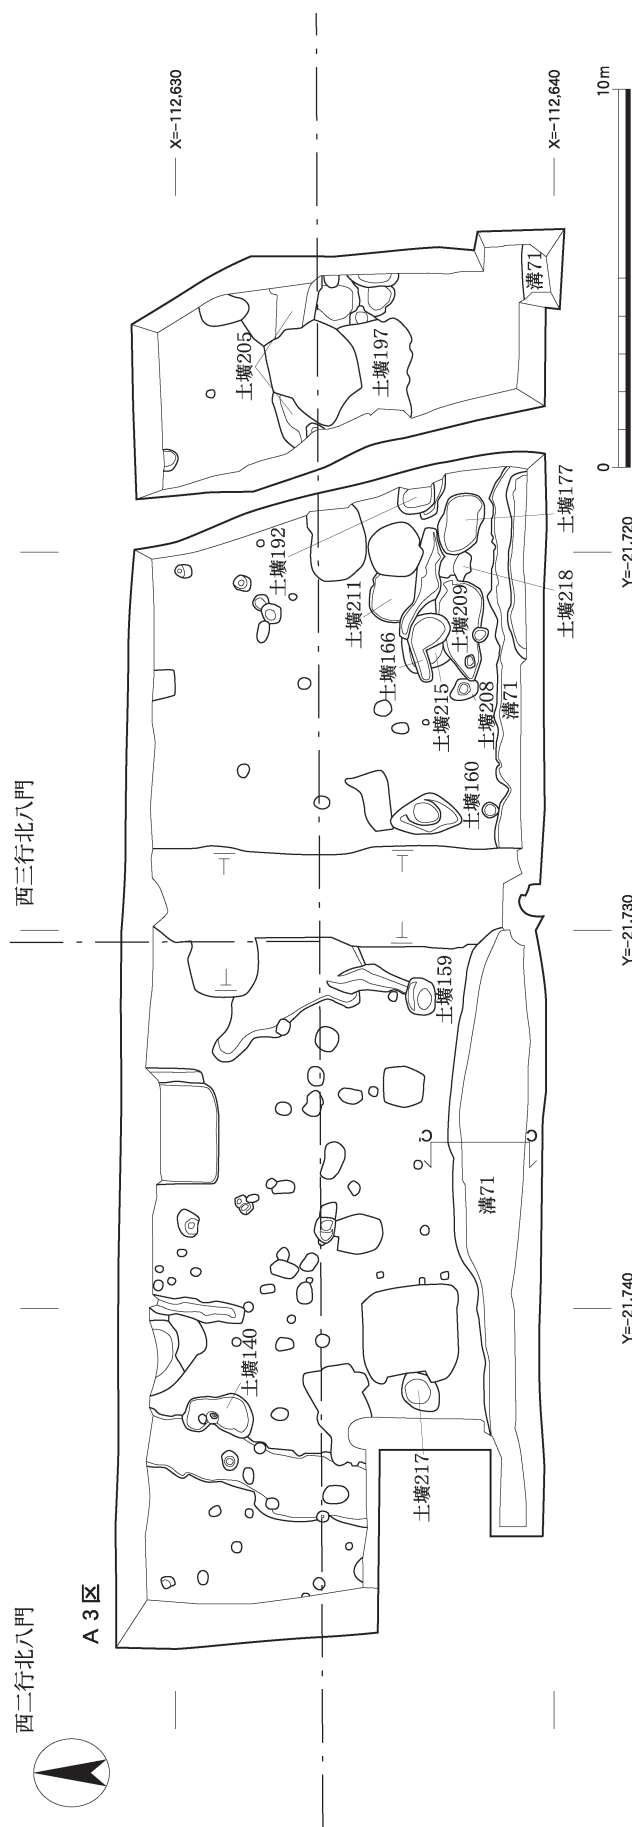 西三行北八門
西二行北八門
A3区
X=-112,630
X=-112,640
Y=-21,720
Y=-21,730
Y=-21,740
0
10m
土壙205
土壙197
溝71
土壙192
土壙177
土壙211
土壙218
土壙166
土壙209
土壙215
土壙208
溝71
土壙160
土壙159
C
C
溝71
土壙140
土壙217